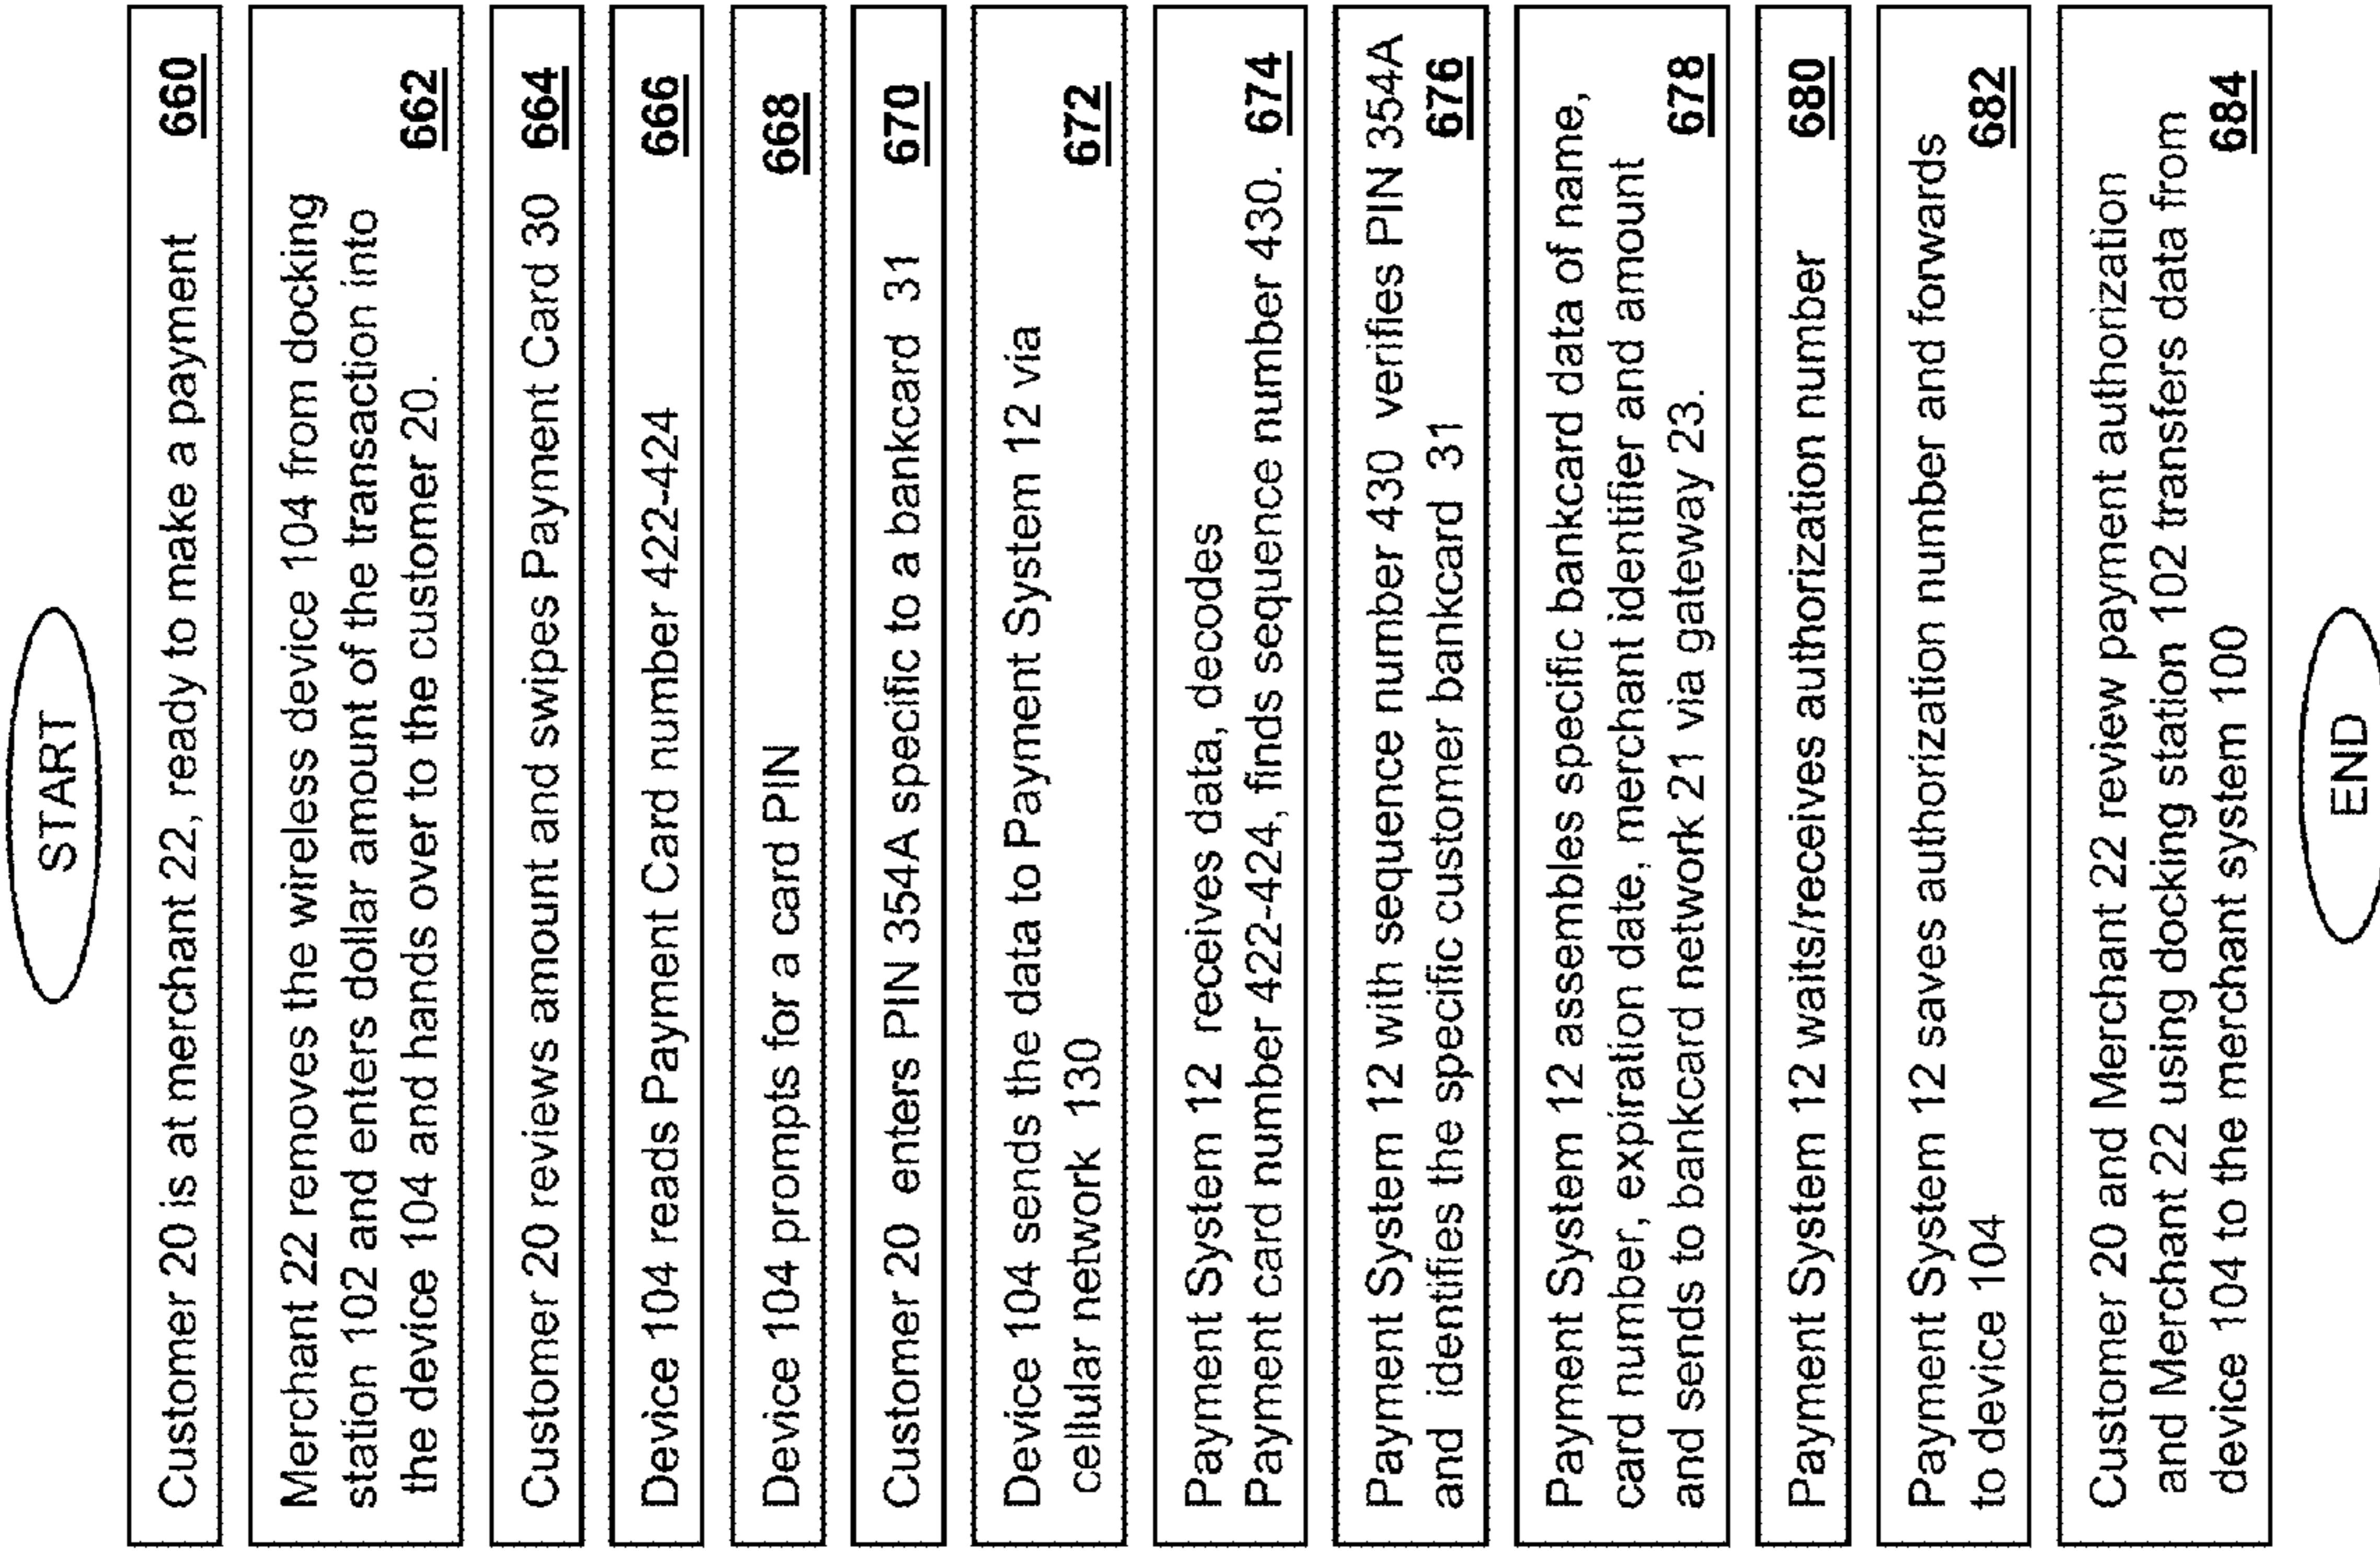 START
Customer 20 is at merchant 22, ready to make a payment 660
Merchant 22 removes the wireless device 104 from docking
station 102 and enters dollar amount of the transaction into
the device 104 and hands over to the customer 20. 662
Customer 20 reviews amount and swipes Payment Card 30 664
Device 104 reads Payment Card number 422-424 666
Device 104 prompts for a card PIN 668
Customer 20 enters PIN 354A specific to a bankcard 31 670
Device 104 sends the data to Payment System 12 via
cellular network 130 672
Payment System 12 receives data, decodes
Payment card number 422-424, finds sequence number 430. 674
Payment System 12 with sequence number 430 verifies PIN 354A
and identifies the specific customer bankcard 31 676
Payment System 12 assembles specific bankcard data of name,
card number, expiration date, merchant identifier and amount
and sends to bankcard network 21 via gateway 23. 678
Payment System 12 waits/receives authorization number 680
Payment System 12 saves authorization number and forwards
to device 104 682
Customer 20 and Merchant 22 review payment authorization
and Merchant 22 using docking station 102 transfers data from
device 104 to the merchant system 100 684
END